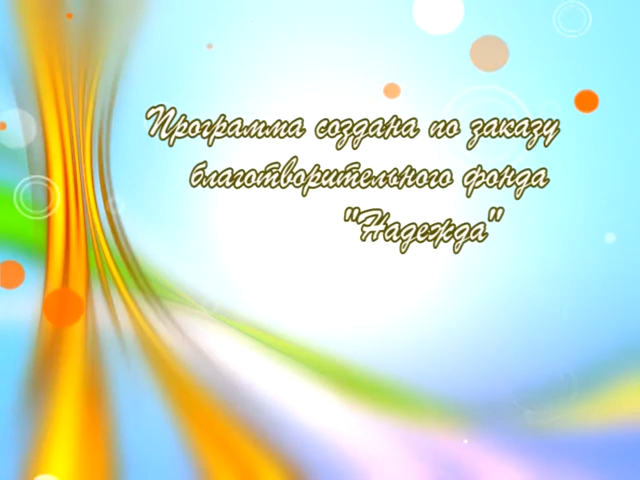 Программа создана по заказу
благотворительного фонда
"Надежда"